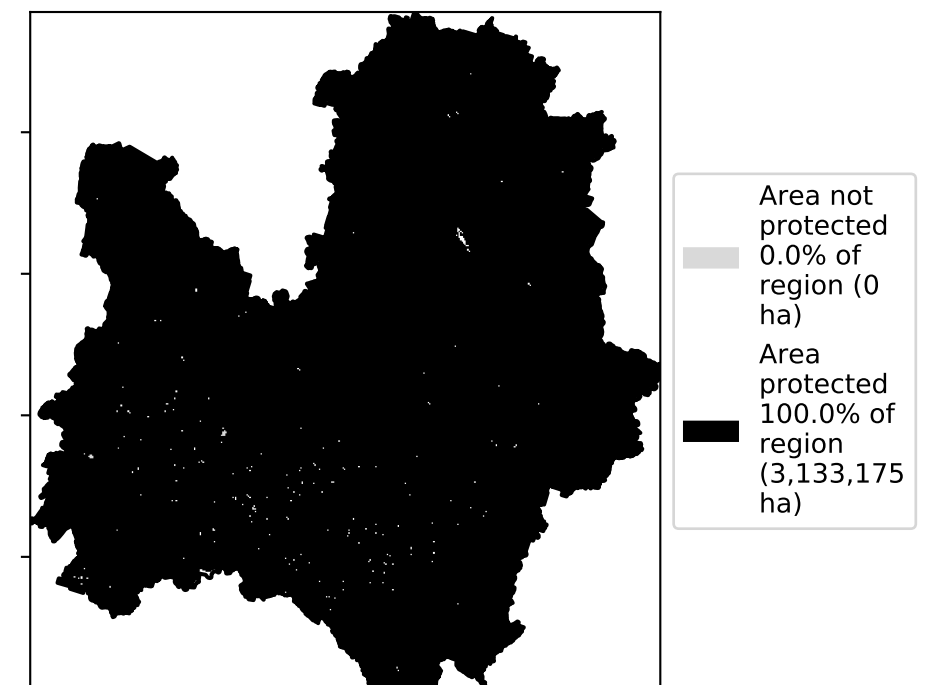 Area not
protected
0.0% of
region (0
ha)
Area
protected
100.0% of
region
(3,133,175
ha)